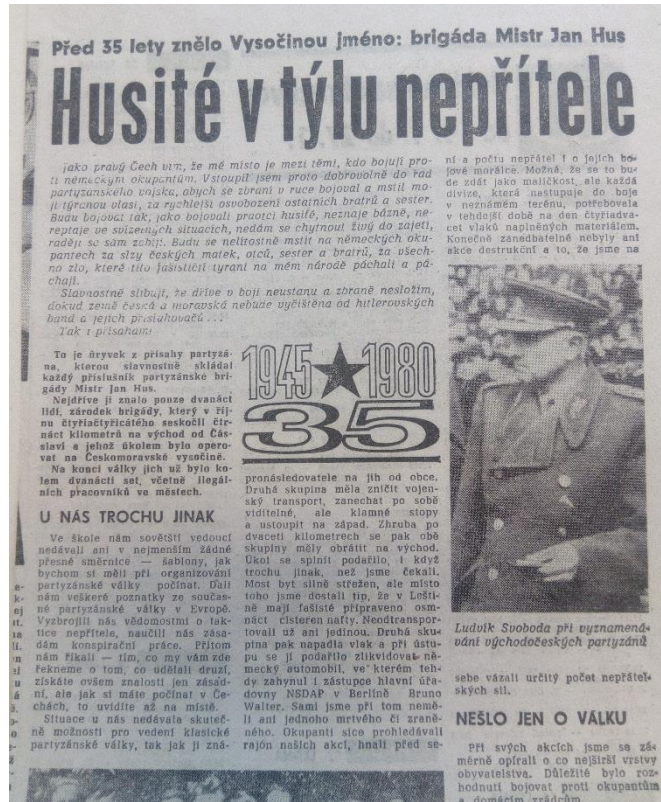 Před 35 lety znělo Vysočinou jméno: brigáda Mistr Jan Hus
Husité v týlu nepřítele
Jako pravý Čech vím, že mé místo je mezi těmi, kdo bojují pro-
ti německým okupantům. Vstoupil jsem proto dobrovolně do řad
partyzánského vojska, abych se zbraní v ruce bojoval a mstil mo-
ji týranou vlast, za rychlejší osvobození ostatních bratrů a sester.
Budu bojovat tak, jako bojovali praotci husité, neznaje bázně, ne-
reptaje ve svízelných situacích, nedám se chytnout živý do zajetí,
raději se sám zabiji. Budu se nelítostně mstít na německých oku-
pantech za slzy českých matek, otců, sester a bratrů, za všech-
no zlo, které tito fašističtí tyrani na mém národě páchali a pá-
chají.
Slavnostně slibuji, že dříve v boji neustanu a zbraně nesložím,
dokud země česká a moravská nebude vyčištěna od hitlerovských
band a jejich přisluhovačů...
Tak přísahám!
To je úryvek z přísahy partyzá-
na, kterou slavnostně skládal
každý příslušník partyzánské bri-
gády Mistr Jan Hus.
Nejdříve ji znalo pouze dvanáct
lidí, zárodek brigády, který v říj-
nu čtyřiačtyřicátého seskočil čtr-
náct kilometrů na východ od Čás-
lavi a jehož úkolem bylo opero-
vat na Českomoravské vysočině.
Na konci války jich už bylo ko-
lem dvanácti set, včetně ilegál-
ních pracovníků ve městech.
U NÁS TROCHU JINAK
Ve škole nám sovětští vedoucí
nedávali ani v nejmenším žádné
přesné směrnice — šablony, jak
bychom si měli při organizování
partyzánské války počínat. Dali
nám veškeré poznatky ze součas-
né partyzánské války v Evropě.
Vyzbrojili nás vědomostmi o tak-
tice nepřítele, naučili nás zása-
dám konspirační práce. Přitom
nám říkali — tím, co my vám zde
řekneme o tom, co udělali druzí,
získáte ovšem znalosti jen zásad-
ní, ale jak si máte počínat v Če-
chách, to uvidíte až na místě.
Situace u nás nedávala skuteč-
ně možnosti pro vedení klasické
partyzánské války, tak jak ji zná-
1945 1980
35
pronásledovatele na jih od obce.
Druhá skupina měla zničit vojen-
ský transport, zanechat po sobě
viditelné, ale klamné stopy
a ustoupit na západ. Zhruba po
dvaceti kilometrech se pak obě
skupiny měly obrátit na východ.
Úkol se splnit podařilo, i když
trochu jinak, než jsme čekali.
Most byl silně střežen, ale místo
toho jsme dostali tip, že v Lešti-
ně mají fašisté připraveno osm-
náct cisteren nafty. Neodtranspor-
tovali už ani jedinou. Druhá sku-
pina pak napadla vlak a při ústu-
pu se jí podařilo zlikvidovat ně-
mecký automobil, ve kterém teh-
dy zahynul i zástupce hlavní úřa-
dovny NSDAP v Berlíně Bruno
Walter. Sami jsme při tom nemě-
li ani jednoho mrtvého či zraně-
ného. Okupanti sice prohledávali
rajón našich akcí, hnali před se-
ní a počtu nepřátel i o jejich bo-
jové morálce. Možná, že se to bu-
de zdát jako maličkost, ale každá
divize, která nastupuje do boje
v neznámém terénu, potřebovala
v tehdejší době na den čtyřiadva-
cet vlaků naplněných materiálem.
Konečně zanedbatelné nebyly ani
akce destrukční a to, že jsme na
Ludvík Svoboda při vyznamená-
vání východočeských partyzánů
sebe vázali určitý počet nepřátel-
ských sil.
NEŠLO JEN O VÁLKU
Při svých akcích jsme se zá-
měrně opírali o co nejširší vrstvy
obyvatelstva. Důležité bylo roz-
hodnutí bojovat proti okupantům
a domácím zrádcům